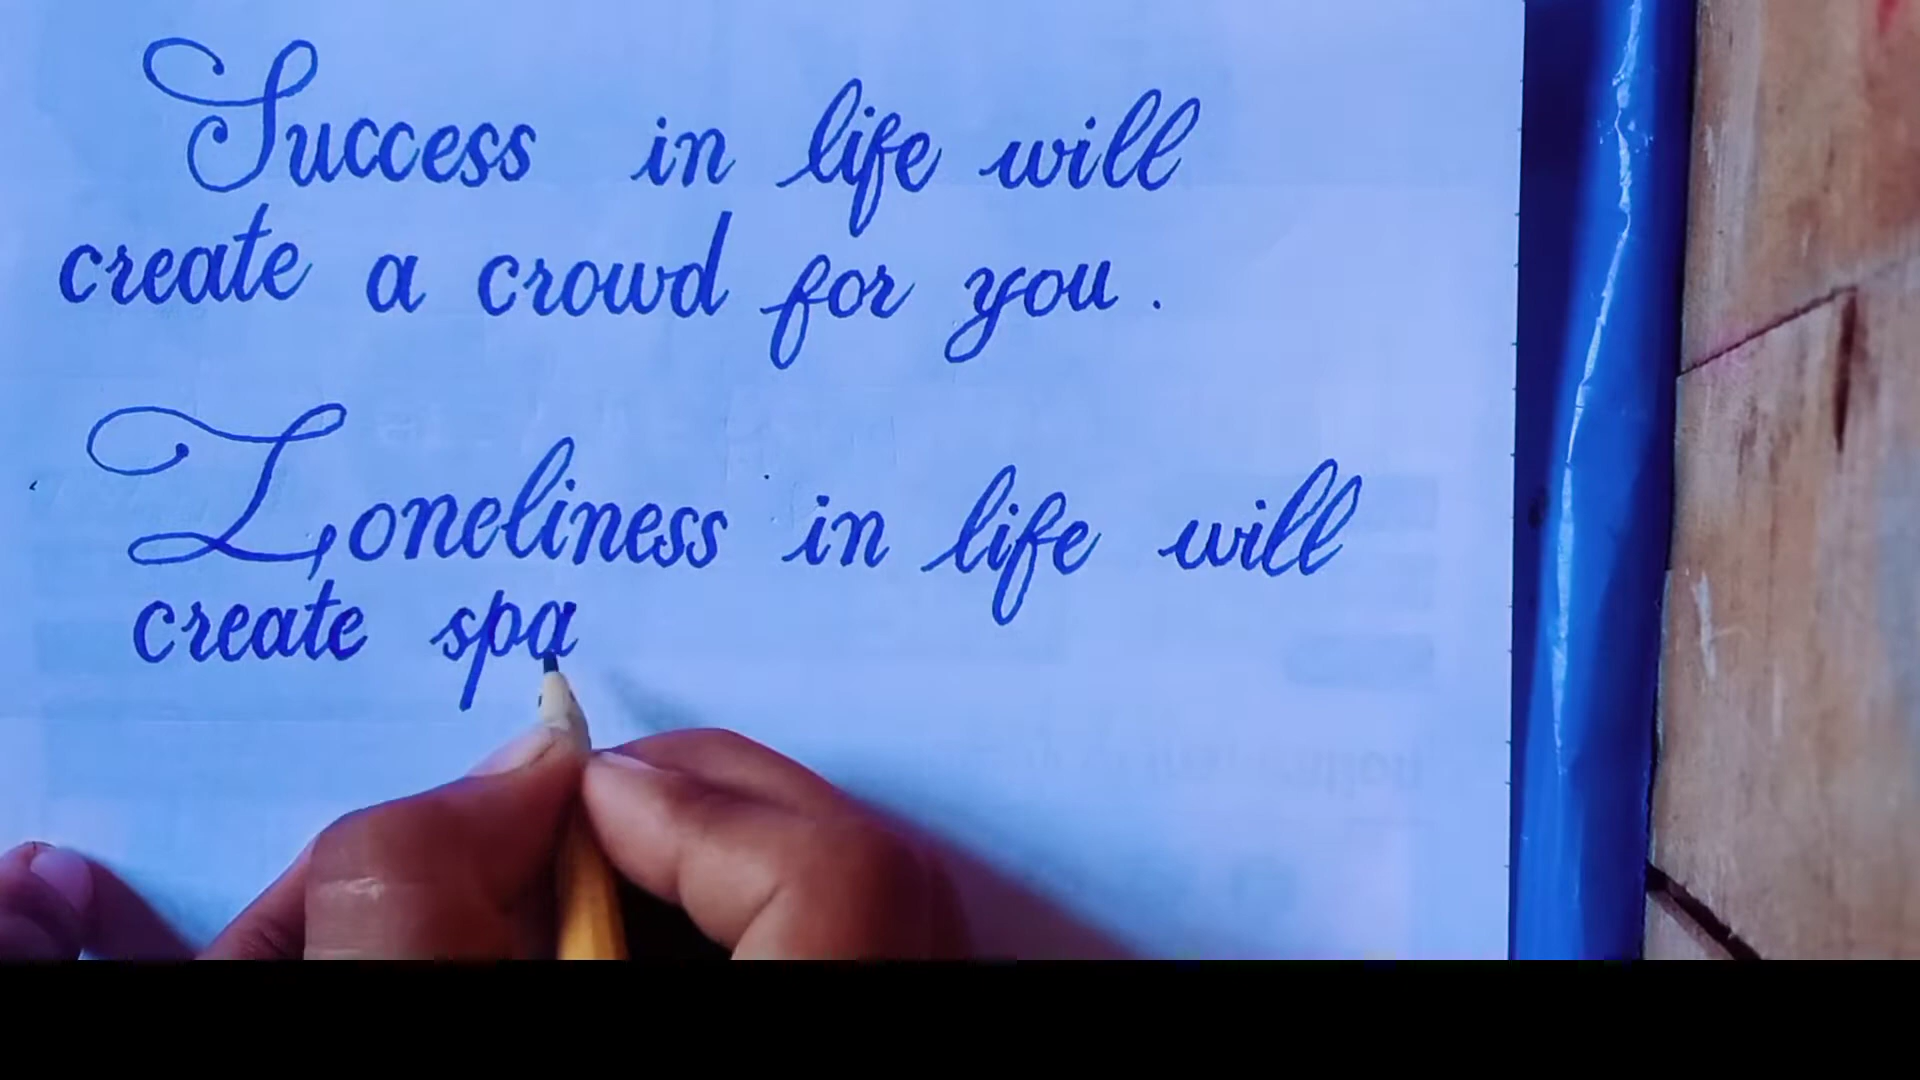 Success in life will
create a crowd for you.
Loneliness in life will
create spa